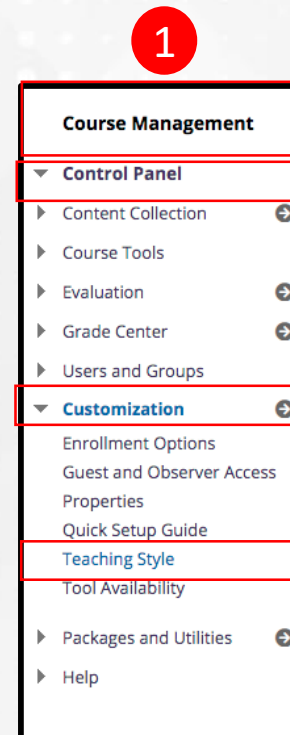 1
Course Management
Control Panel
Content Collection
Course Tools
Evaluation
Grade Center
Users and Groups
Customization
Enrollment Options
Guest and Observer Access
Properties
Quick Setup Guide
Teaching Style
Tool Availability
Packages and Utilities
Help